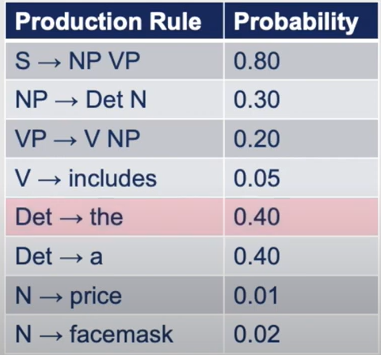 Production Rule Probability
S → NP VP 0.80
NP → Det N 0.30
VP → V NP 0.20
V → includes 0.05
Det → the 0.40
Det → a 0.40
N → price 0.01
N → facemask 0.02